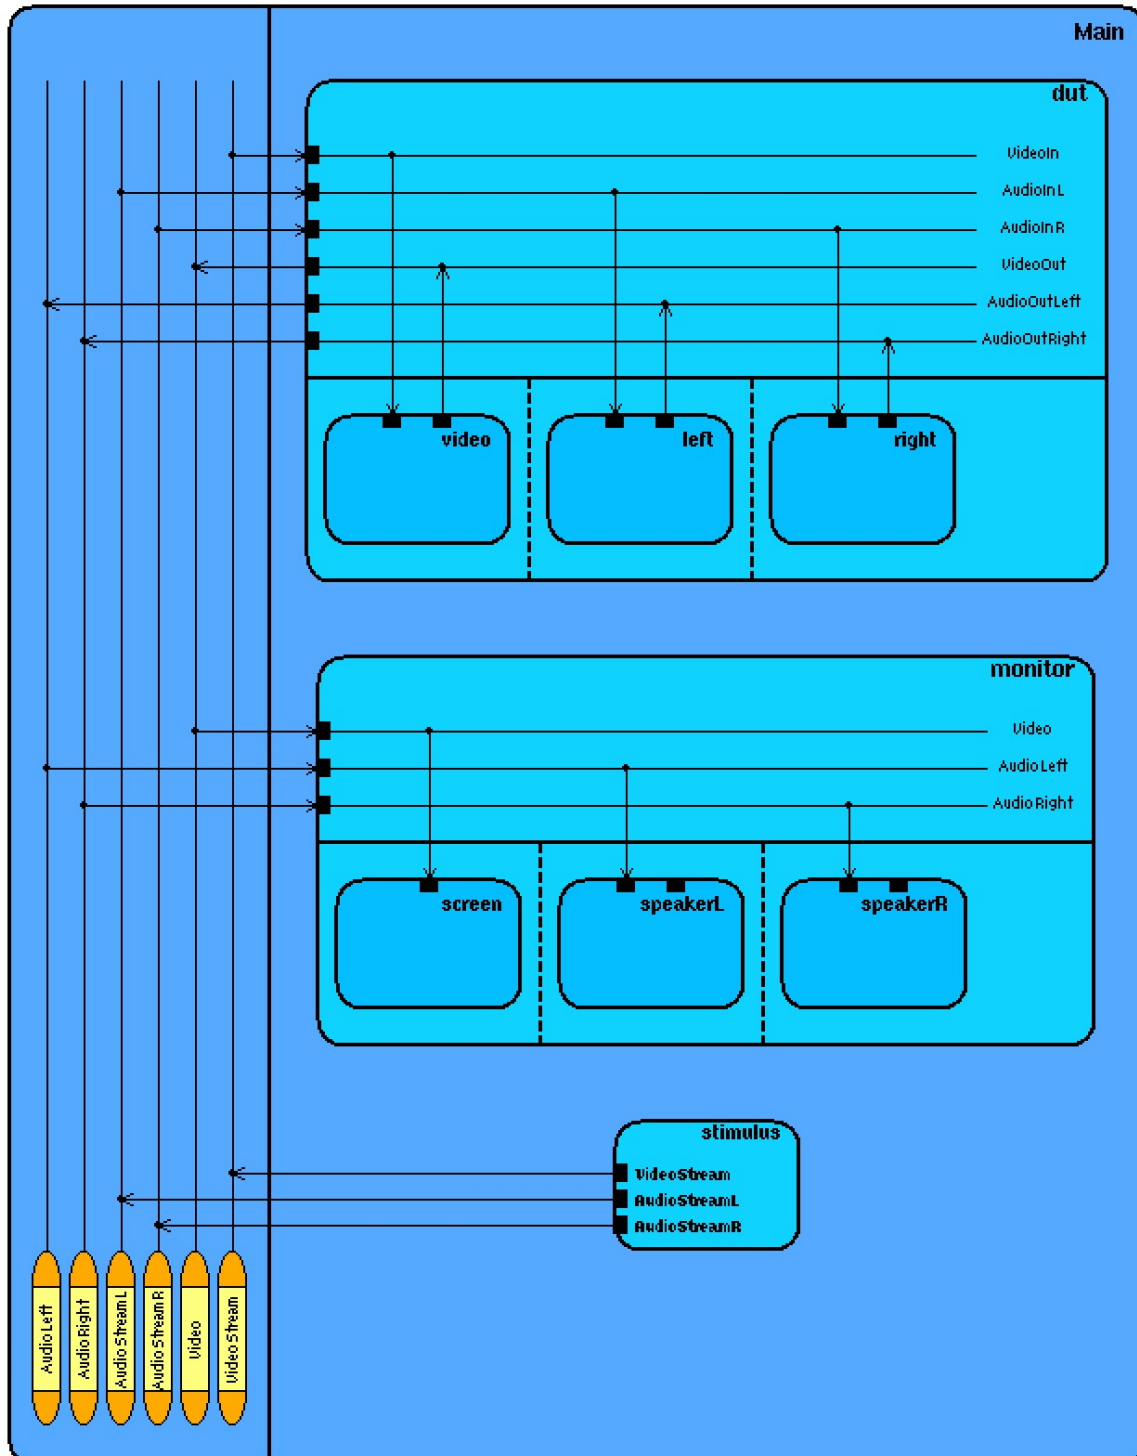 Main
dut
VideoIn
AudioInL
AudioInR
VideoOut
AudioOutLeft
AudioOutRight
video
left
right
monitor
Video
AudioLeft
AudioRight
screen
speakerL
speakerR
stimulus
VideoStream
AudioStreamL
AudioStreamR
AudioLeft
AudioRight
AudioStreamL
AudioStreamR
Video
VideoStream